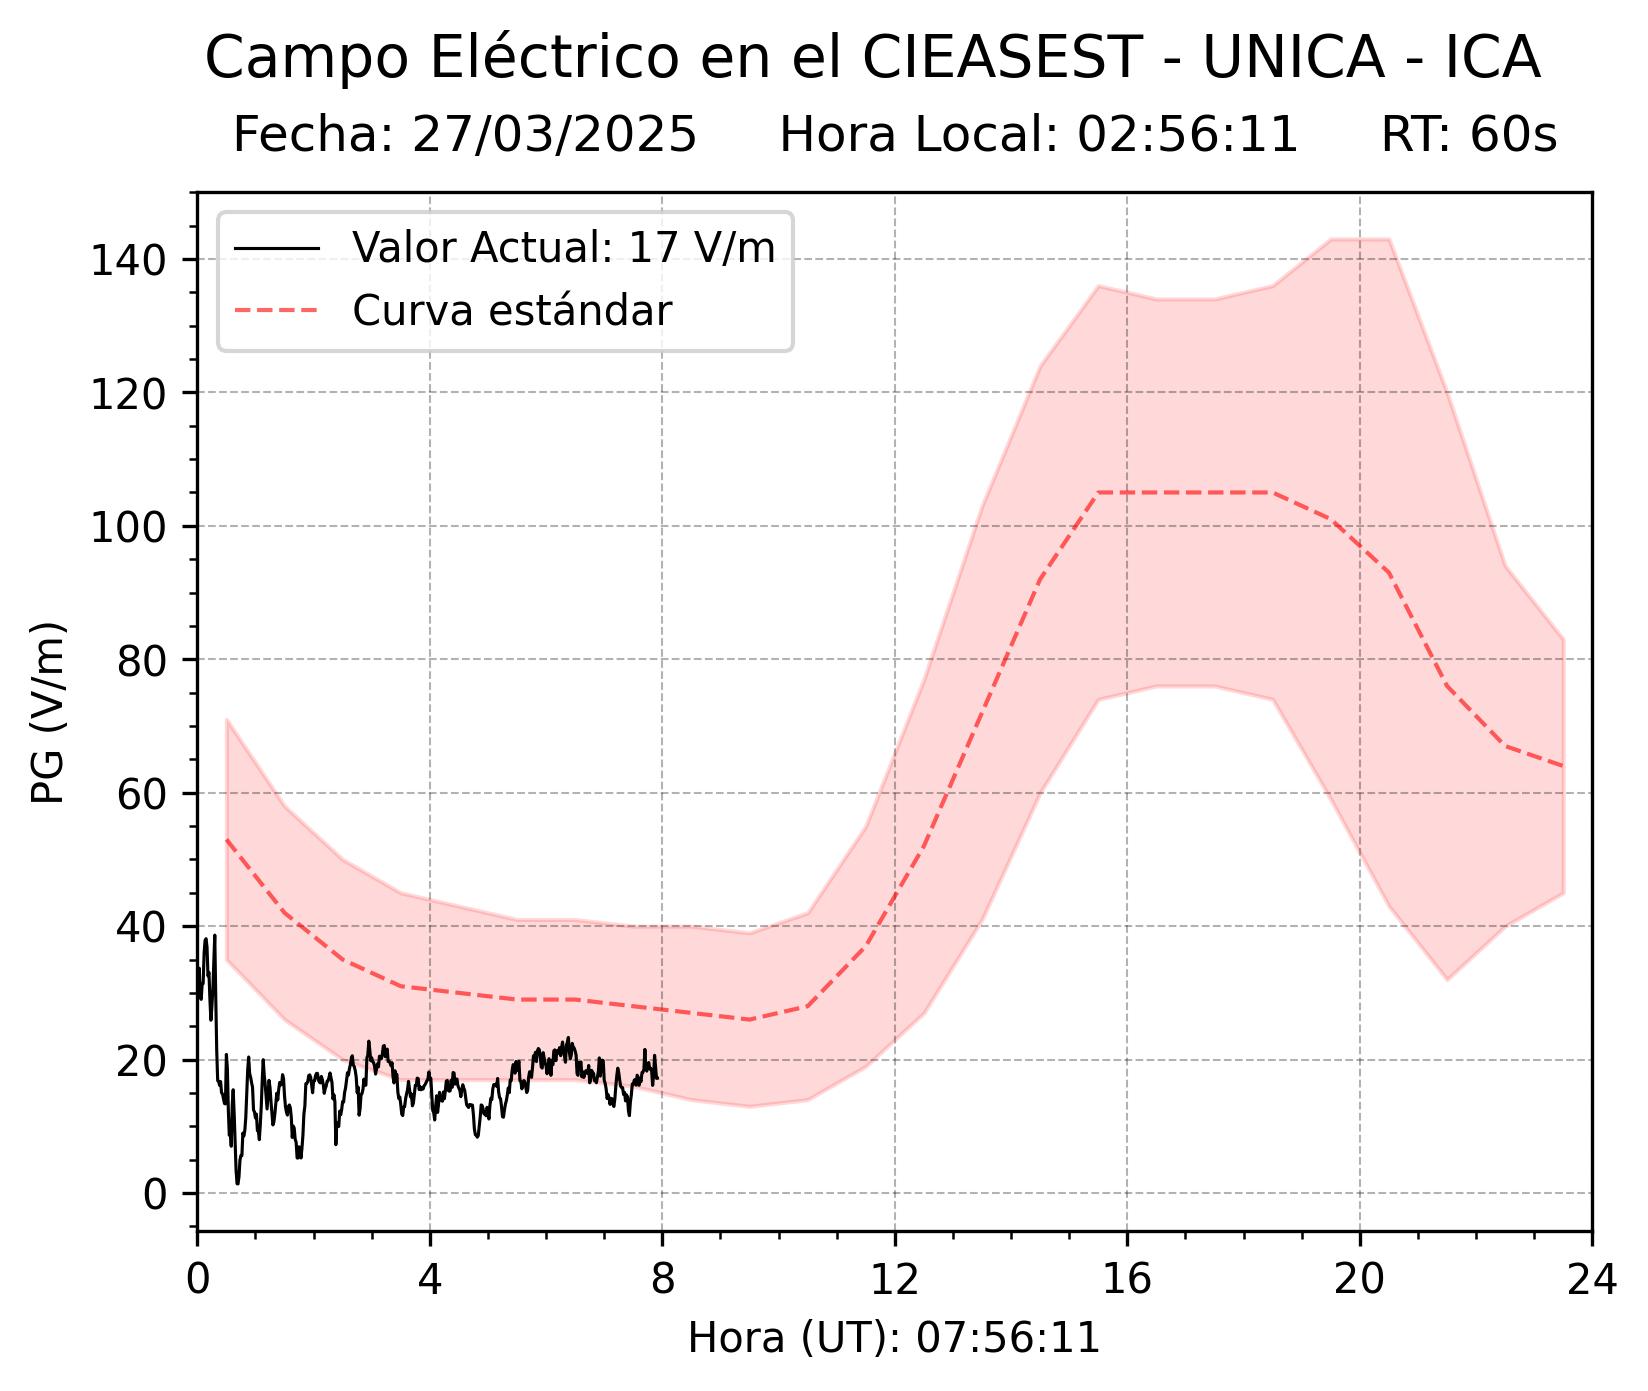 Campo Eléctrico en el CIEASEST - UNICA - ICA
Fecha: 27/03/2025 Hora Local: 02:56:11 RT: 60s
Valor Actual: 17 V/m
Curva estándar
PG (V/m)
140
120
100
80
60
40
20
0
0 4 8 12 16 20 24
Hora (UT): 07:56:11